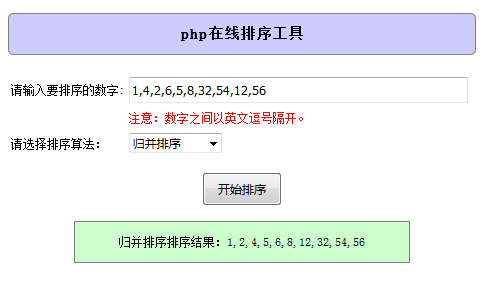 php在线排序工具
请输入要排序的数字: 1,4,2,6,5,8,32,54,12,56
注意：数字之间以英文逗号隔开。
请选择排序算法： 归并排序
开始排序
归并排序排序结果：1,2,4,5,6,8,12,32,54,56